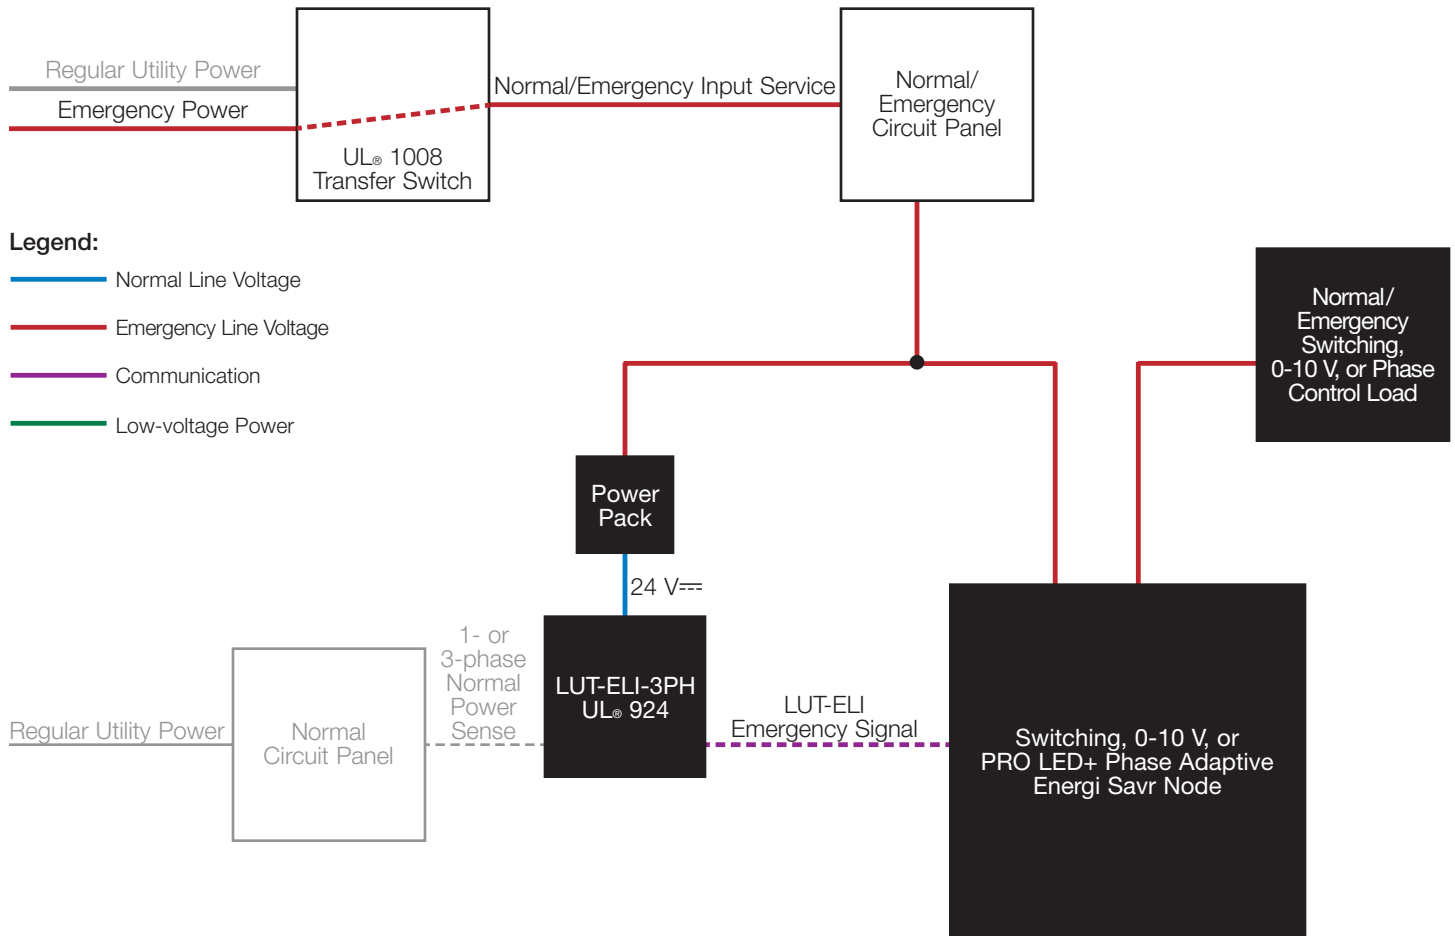 Regular Utility Power
Emergency Power
UL® 1008
Transfer Switch
Normal/Emergency Input Service
Normal/
Emergency
Circuit Panel
Legend:
Normal Line Voltage
Emergency Line Voltage
Communication
Low-voltage Power
Normal/
Emergency
Switching,
0-10 V, or Phase
Control Load
Power
Pack
24 V⎓
Regular Utility Power
Normal
Circuit Panel
1- or
3-phase
Normal
Power
Sense
LUT-ELI-3PH
UL® 924
LUT-ELI
Emergency Signal
Switching, 0-10 V, or
PRO LED+ Phase Adaptive
Energi Savr Node